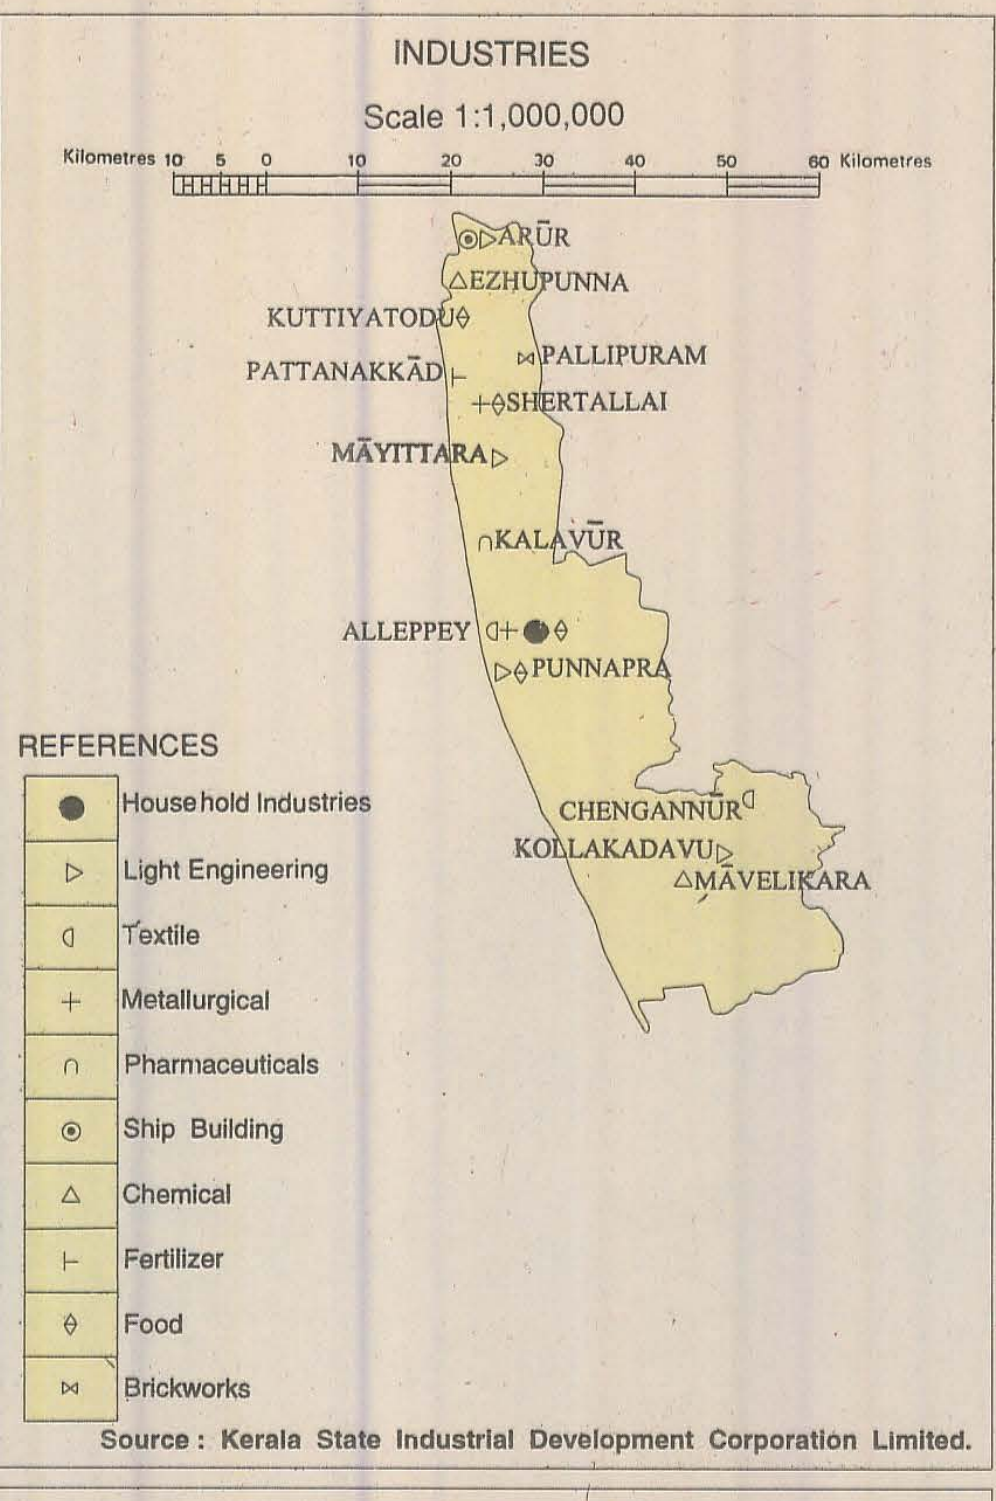 INDUSTRIES
Scale 1:1,000,000
Kilometres 10 5 0 10 20 30 40 50 60 Kilometres
ARŪR
EZHUPUNNA
KUTTIYATODU
PALLIPURAM
PATTANAKKĀD
SHERTALLAI
MĀYITTARA
KALAVŪR
ALLEPPEY
PUNNAPRA
REFERENCES
Household Industries
CHENGANNŪR
KOLLAKADAVU
Light Engineering
MĀVELIKARA
Textile
Metallurgical
Pharmaceuticals
Ship Building
Chemical
Fertilizer
Food
Brickworks
Source : Kerala State Industrial Development Corporation Limited.